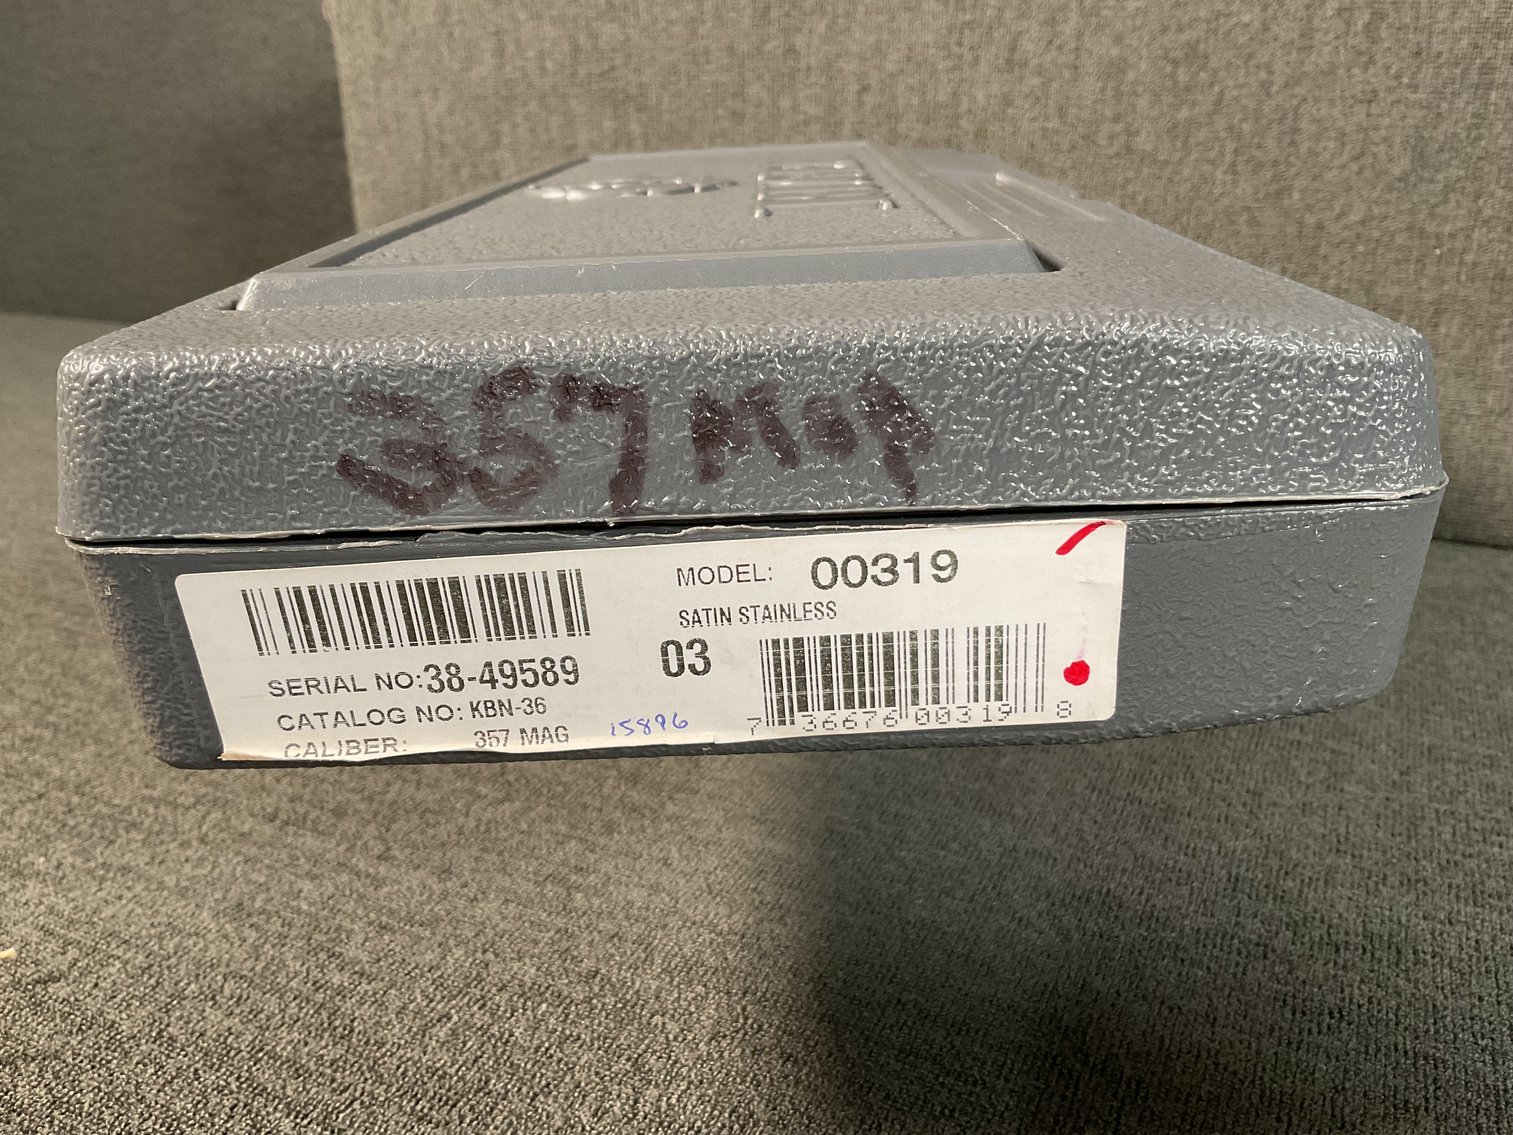 357 Mag
MODEL: 00319
SATIN STAINLESS
03
SERIAL NO: 38-49589
CATALOG NO: KBN-36
CALIBER: 357 MAG
15896
7 36676 00319 8